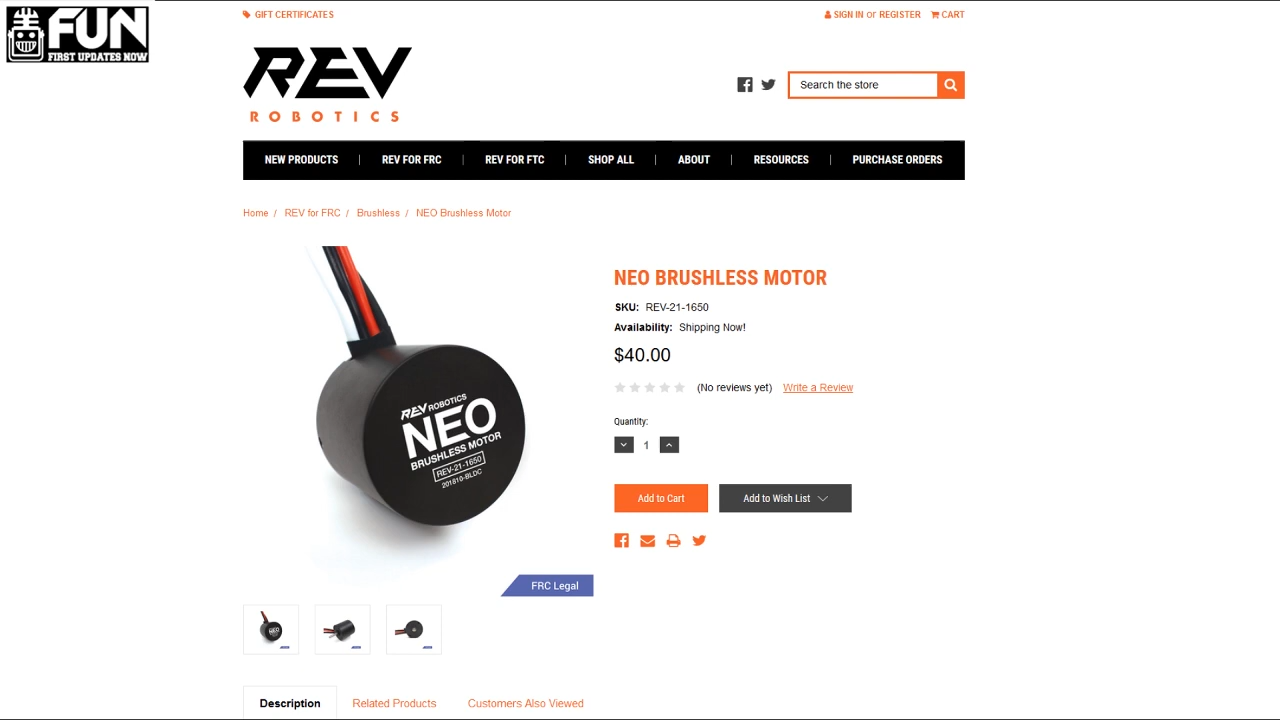 FUN
FIRST UPDATES NOW
GIFT CERTIFICATES
SIGN IN or REGISTER CART
REV
ROBOTICS
Search the store
NEW PRODUCTS REV FOR FRC REV FOR FTC SHOP ALL ABOUT RESOURCES PURCHASE ORDERS
Home / REV for FRC / Brushless / NEO Brushless Motor
REV ROBOTICS
NEO
BRUSHLESS MOTOR
REV-21-1650
201810-BLDC
FRC Legal
NEO BRUSHLESS MOTOR
SKU: REV-21-1650
Availability: Shipping Now!
$40.00
(No reviews yet) Write a Review
Quantity:
1
Add to Cart Add to Wish List
NEO
Description Related Products Customers Also Viewed